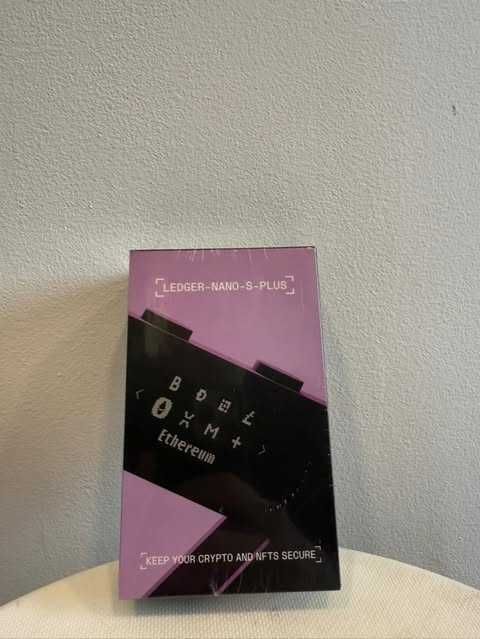 LEDGER-NANO-S-PLUS
B Đ Ł
X M +
Ethereum
KEEP YOUR CRYPTO AND NFTS SECURE